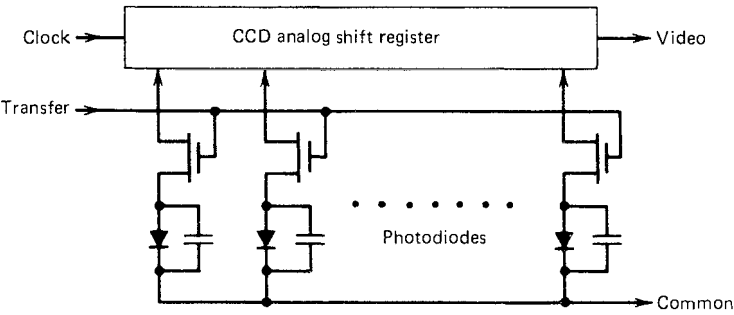 Clock
CCD analog shift register
Video
Transfer
Photodiodes
Common